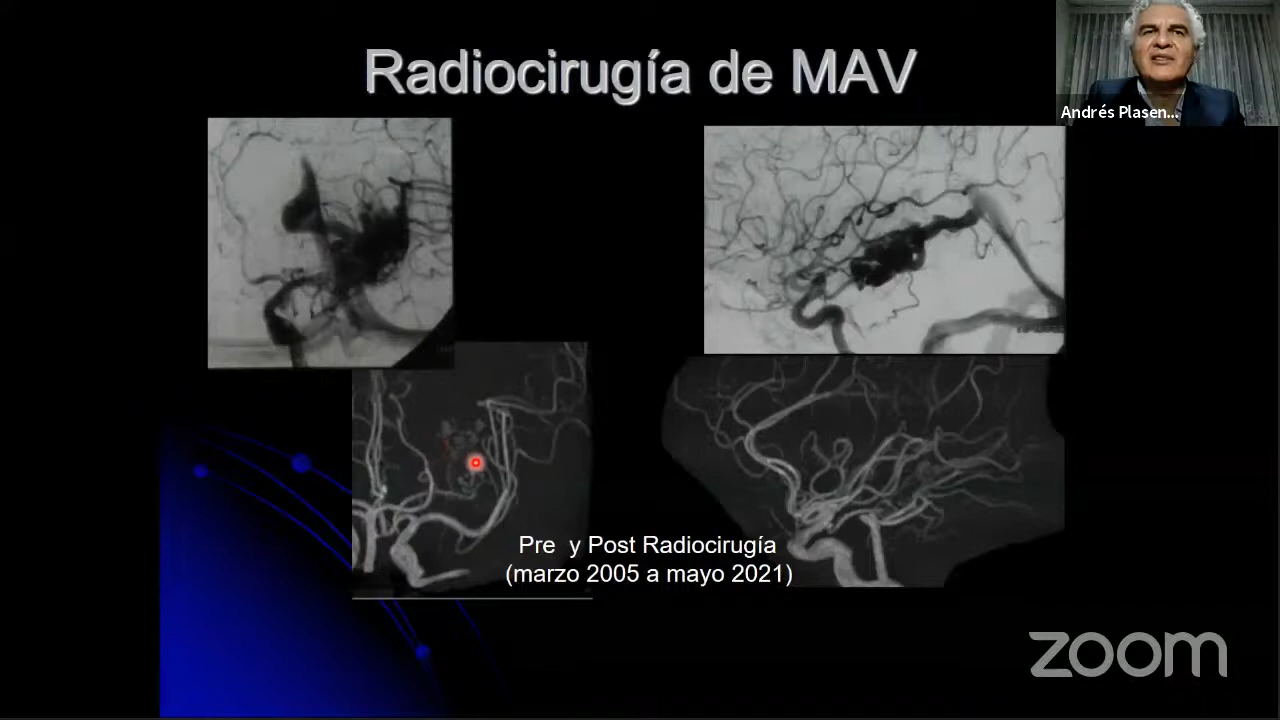 Radiocirugía de MAV
Andrés Plasen...
Pre y Post Radiocirugía
(marzo 2005 a mayo 2021)
zoom